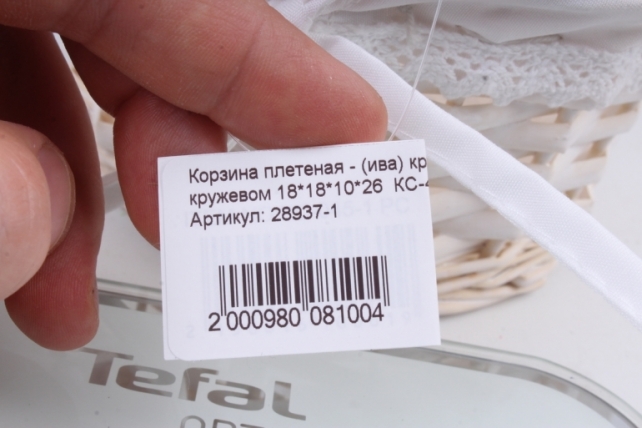 Корзина плетеная - (ива) кр
кружевом 18*18*10*26 КС-
Артикул: 28937-1
2 000980 081004
Tefal